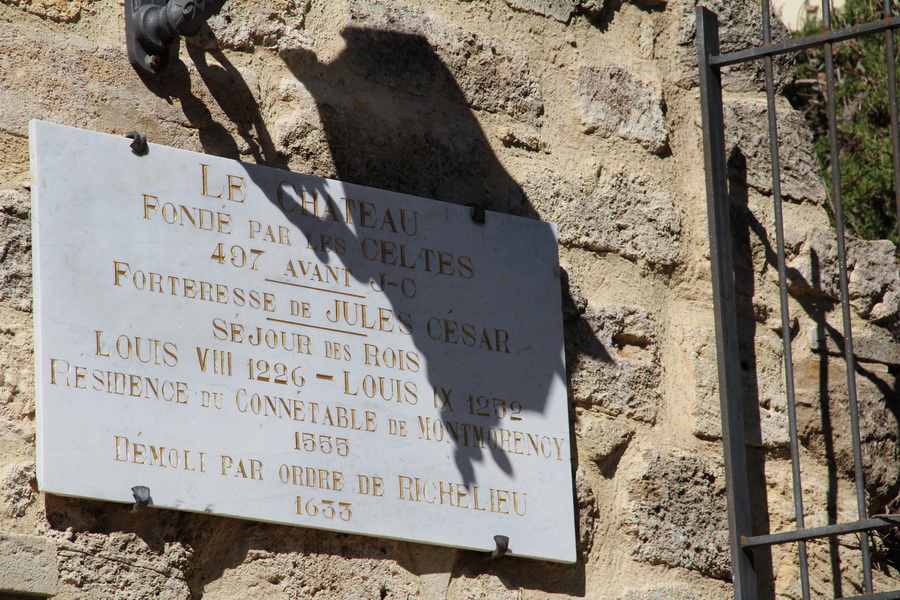 LE CHATEAU
FONDÉ PAR LES CELTES
497 AVANT J-C
FORTERESSE DE JULES CÉSAR
SÉJOUR DES ROIS
LOUIS VIII 1226 - LOUIS IX 1252
RESIDENCE DU CONNÉTABLE DE MONTMORENCY
1555
DÉMOLI PAR ORDRE DE RICHELIEU
1633